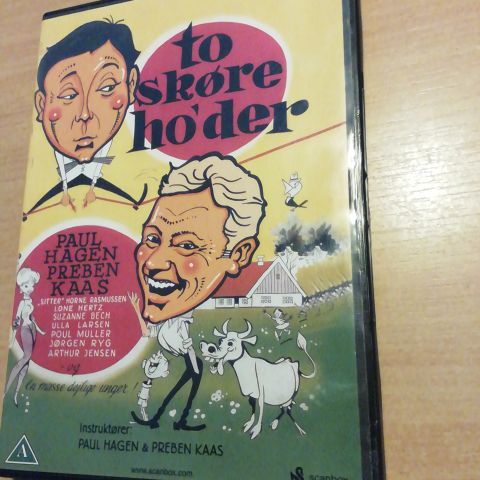 to
skøre
ho'der
PAUL
HAGEN
PREBEN
KAAS
"SITTER" HORNE RASMUSSEN
LONE HERTZ
SUZANNE BECH
ULLA LARSEN
POUL MÜLLER
JØRGEN RYG
ARTHUR JENSEN
- og
en masse dejlige unger!
Instruktører:
PAUL HAGEN & PREBEN KAAS
A
www.scanbox.com
scanbox